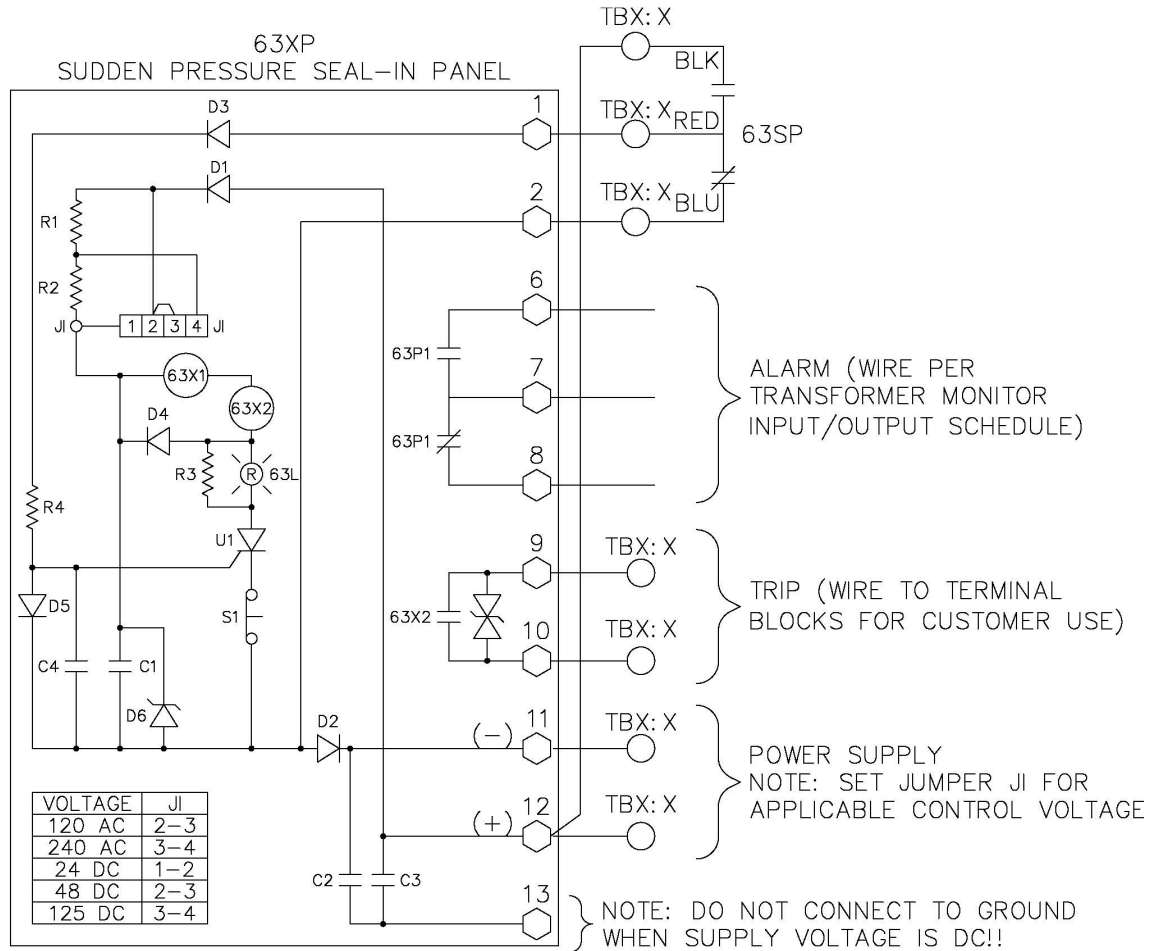 63XP
SUDDEN PRESSURE SEAL-IN PANEL
TBX: X
BLK
D3
1
TBX: X
RED
63SP
D1
2
TBX: X
BLU
R1
R2
JI
1 2 3 4
JI
6
63P1
7
63P1
8
ALARM (WIRE PER
TRANSFORMER MONITOR
INPUT/OUTPUT SCHEDULE)
63X1
63X2
D4
R3
R
63L
R4
U1
D5
S1
C4
C1
D6
9
TBX: X
63X2
10
TBX: X
TRIP (WIRE TO TERMINAL
BLOCKS FOR CUSTOMER USE)
D2
(-)
11
TBX: X
(+)
12
TBX: X
POWER SUPPLY
NOTE: SET JUMPER JI FOR
APPLICABLE CONTROL VOLTAGE
C2
C3
13
NOTE: DO NOT CONNECT TO GROUND
WHEN SUPPLY VOLTAGE IS DC!!
VOLTAGE JI
120 AC 2-3
240 AC 3-4
24 DC 1-2
48 DC 2-3
125 DC 3-4